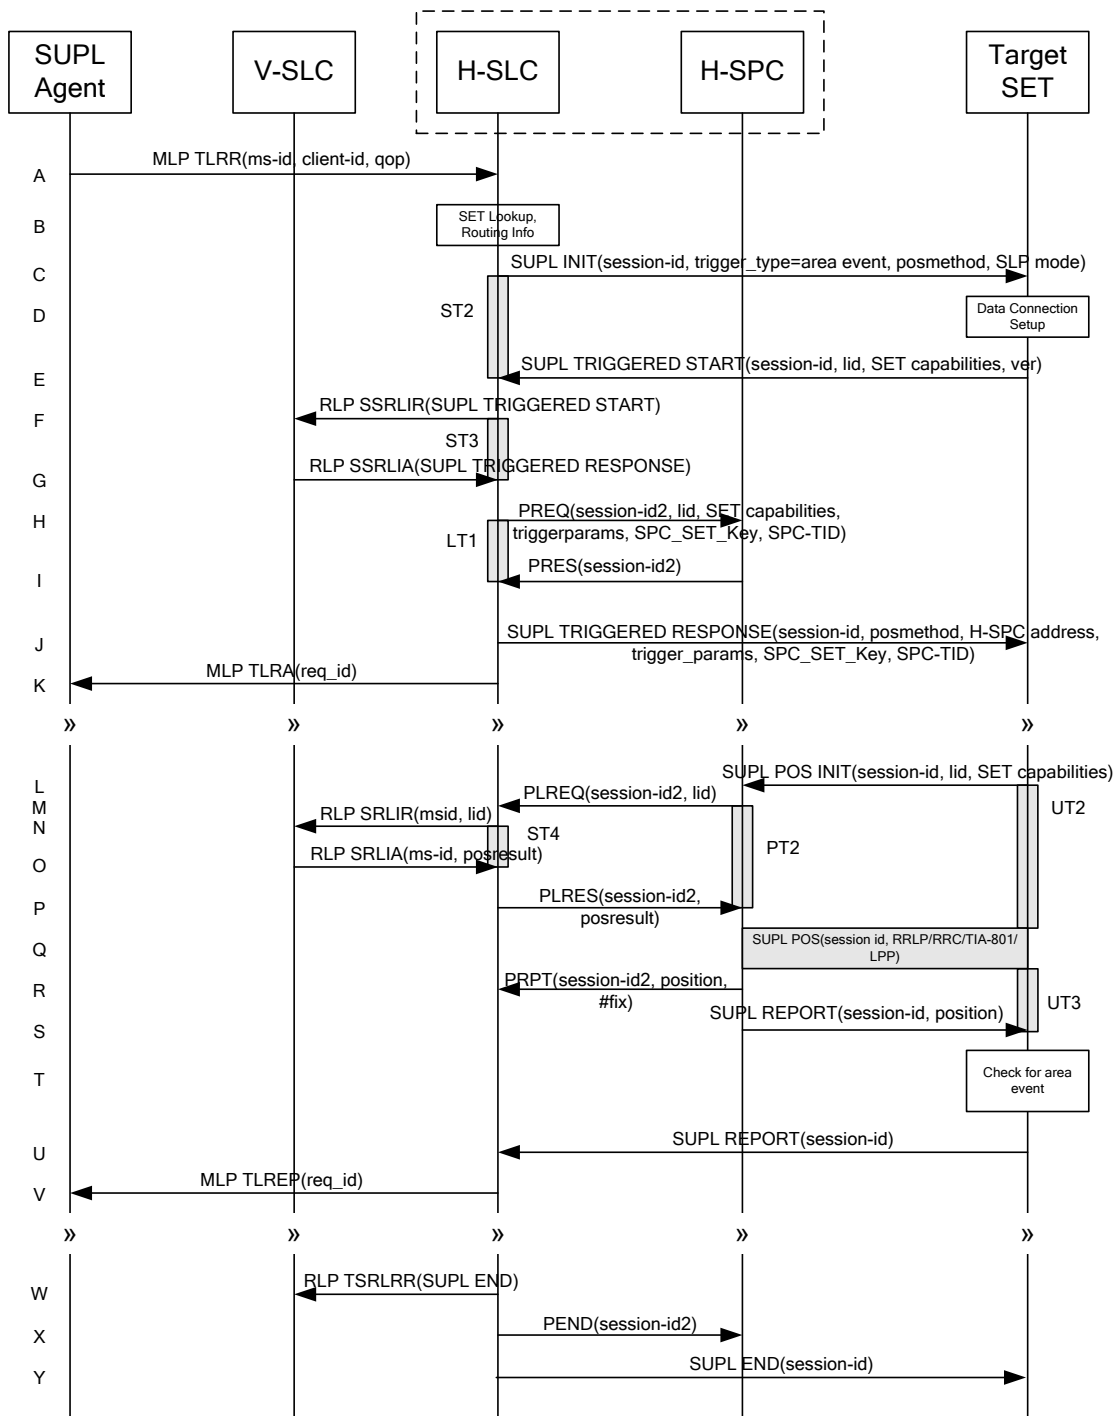 SUPL
Agent
V-SLC
H-SLC
H-SPC
Target
SET
A
MLP TLRR(ms-id, client-id, qop)
B
SET Lookup,
Routing Info
C
SUPL INIT(session-id, trigger_type=area event, posmethod, SLP mode)
D
ST2
Data Connection
Setup
E
SUPL TRIGGERED START(session-id, lid, SET capabilities, ver)
F
RLP SSRLIR(SUPL TRIGGERED START)
ST3
G
RLP SSRLIA(SUPL TRIGGERED RESPONSE)
H
PREQ(session-id2, lid, SET capabilities,
triggerparams, SPC_SET_Key, SPC-TID)
LT1
I
PRES(session-id2)
J
SUPL TRIGGERED RESPONSE(session-id, posmethod, H-SPC address,
trigger_params, SPC_SET_Key, SPC-TID)
K
MLP TLRA(req_id)
» » » » »
L
SUPL POS INIT(session-id, lid, SET capabilities)
M
PLREQ(session-id2, lid)
UT2
N
RLP SRLIR(msid, lid)
ST4
PT2
O
RLP SRLIA(ms-id, posresult)
P
PLRES(session-id2,
posresult)
Q
SUPL POS(session id, RRLP/RRC/TIA-801/
LPP)
R
PRPT(session-id2, position,
#fix)
UT3
S
SUPL REPORT(session-id, position)
T
Check for area
event
U
SUPL REPORT(session-id)
V
MLP TLREP(req_id)
» » » » »
W
RLP TSRLRR(SUPL END)
X
PEND(session-id2)
Y
SUPL END(session-id)